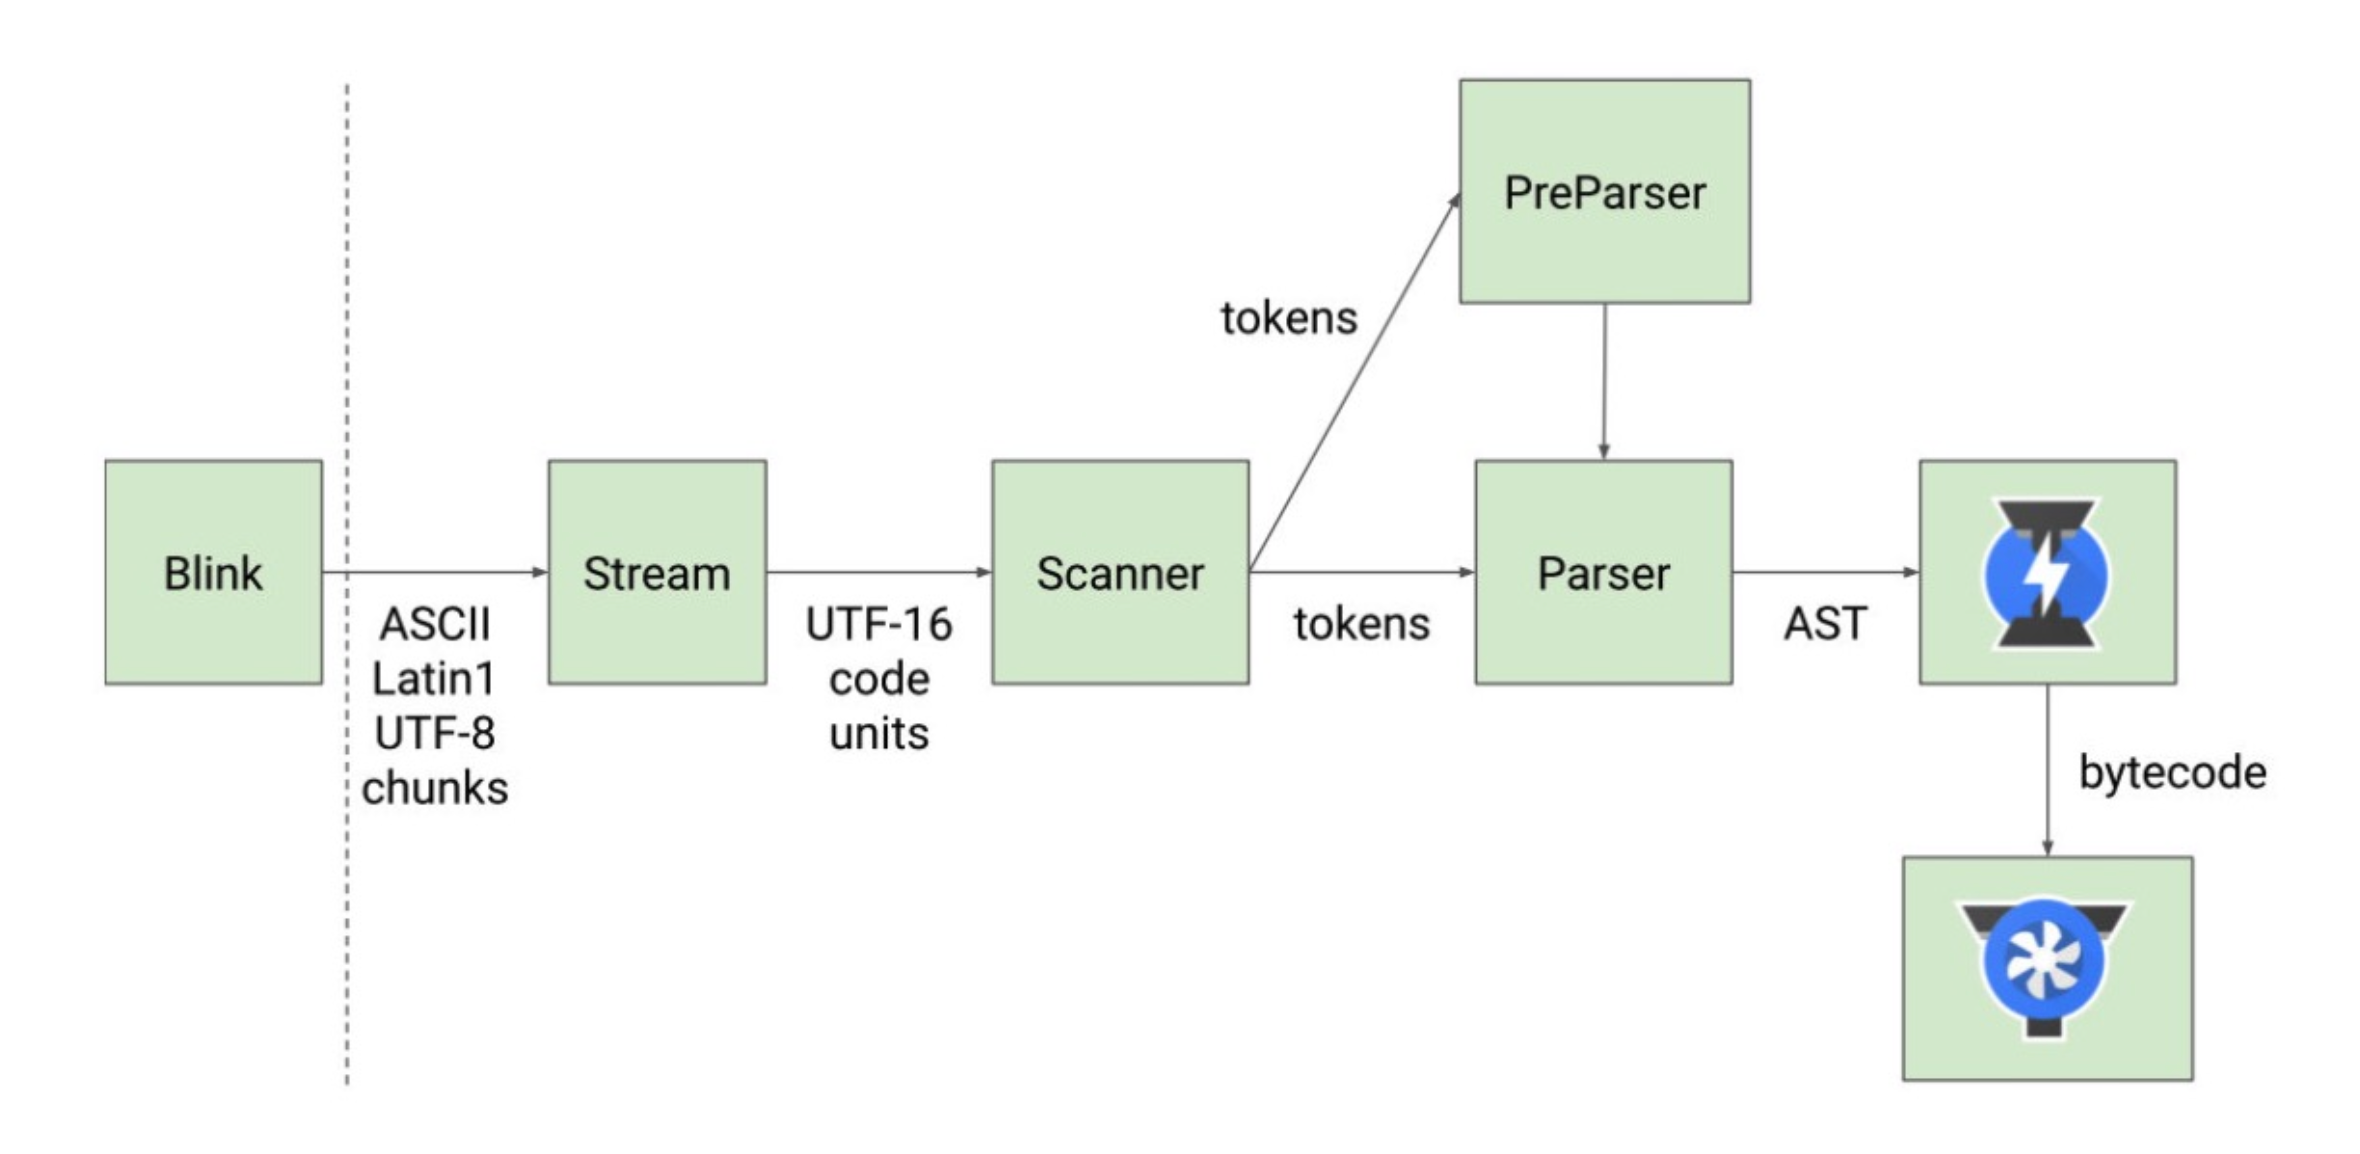 PreParser
tokens
Blink
Stream
Scanner
Parser
ASCII
Latin1
UTF-8
chunks
UTF-16
code
units
tokens
AST
bytecode